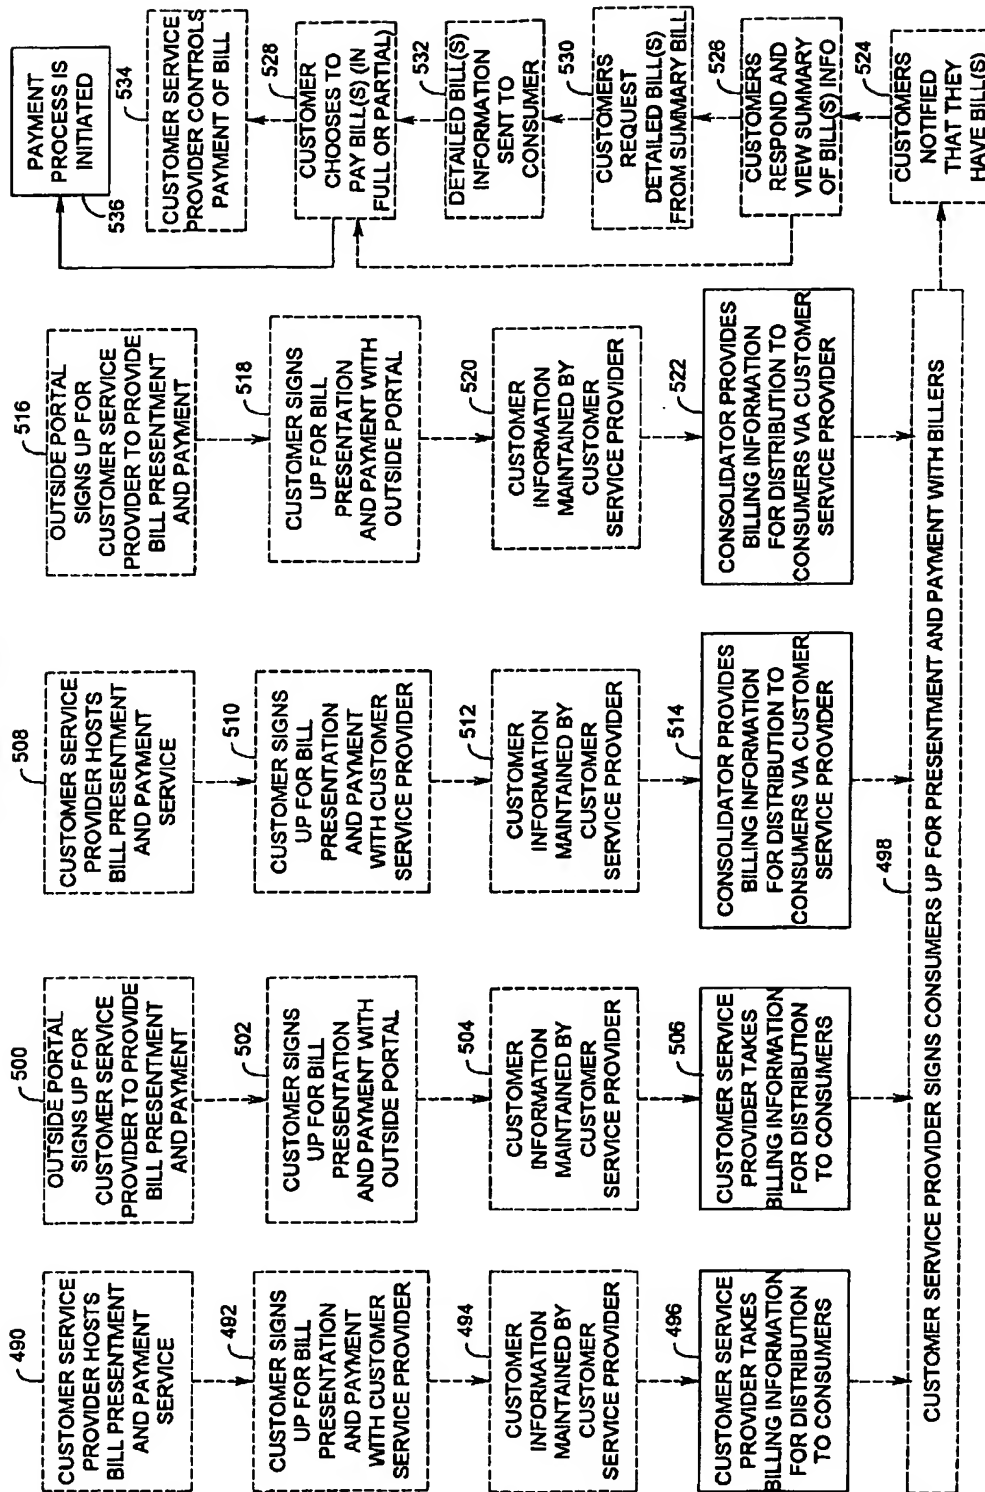 490
CUSTOMER SERVICE
PROVIDER HOSTS
BILL PRESENTMENT
AND PAYMENT
SERVICE
492
CUSTOMER SIGNS
UP FOR BILL
PRESENTATION
AND PAYMENT
WITH CUSTOMER
SERVICE PROVIDER
494
CUSTOMER
INFORMATION
MAINTAINED BY
CUSTOMER
SERVICE PROVIDER
496
CUSTOMER SERVICE
PROVIDER TAKES
BILLING INFORMATION
FOR DISTRIBUTION
TO CONSUMERS
500
OUTSIDE PORTAL
SIGNS UP FOR
CUSTOMER SERVICE
PROVIDER TO PROVIDE
BILL PRESENTMENT
AND PAYMENT
502
CUSTOMER SIGNS
UP FOR BILL
PRESENTATION
AND PAYMENT WITH
OUTSIDE PORTAL
504
CUSTOMER
INFORMATION
MAINTAINED BY
CUSTOMER
SERVICE PROVIDER
506
CUSTOMER SERVICE
PROVIDER TAKES
BILLING INFORMATION
FOR DISTRIBUTION
TO CONSUMERS
508
CUSTOMER SERVICE
PROVIDER HOSTS
BILL PRESENTMENT
AND PAYMENT
SERVICE
510
CUSTOMER SIGNS
UP FOR BILL
PRESENTATION
AND PAYMENT
WITH CUSTOMER
SERVICE PROVIDER
512
CUSTOMER
INFORMATION
MAINTAINED BY
CUSTOMER
SERVICE PROVIDER
514
CONSOLIDATOR PROVIDES
BILLING INFORMATION
FOR DISTRIBUTION TO
CONSUMERS VIA CUSTOMER
SERVICE PROVIDER
516
OUTSIDE PORTAL
SIGNS UP FOR
CUSTOMER SERVICE
PROVIDER TO PROVIDE
BILL PRESENTMENT
AND PAYMENT
518
CUSTOMER SIGNS
UP FOR BILL
PRESENTATION
AND PAYMENT WITH
OUTSIDE PORTAL
520
CUSTOMER
INFORMATION
MAINTAINED BY
CUSTOMER
SERVICE PROVIDER
522
CONSOLIDATOR PROVIDES
BILLING INFORMATION
FOR DISTRIBUTION TO
CONSUMERS VIA CUSTOMER
SERVICE PROVIDER
498
CUSTOMER SERVICE PROVIDER SIGNS CONSUMERS UP FOR PRESENTMENT AND PAYMENT WITH BILLERS
PAYMENT
PROCESS IS
INITIATED
536
534
CUSTOMER SERVICE
PROVIDER CONTROLS
PAYMENT OF BILL
528
CUSTOMER
CHOOSES TO
PAY BILL(S) (IN
FULL OR PARTIAL)
532
DETAILED BILL(S)
INFORMATION
SENT TO
CONSUMER
530
CUSTOMERS
REQUEST
DETAILED BILL(S)
FROM SUMMARY BILL
526
CUSTOMERS
RESPOND AND
VIEW SUMMARY
OF BILL(S) INFO
524
CUSTOMERS
NOTIFIED
THAT THEY
HAVE BILL(S)